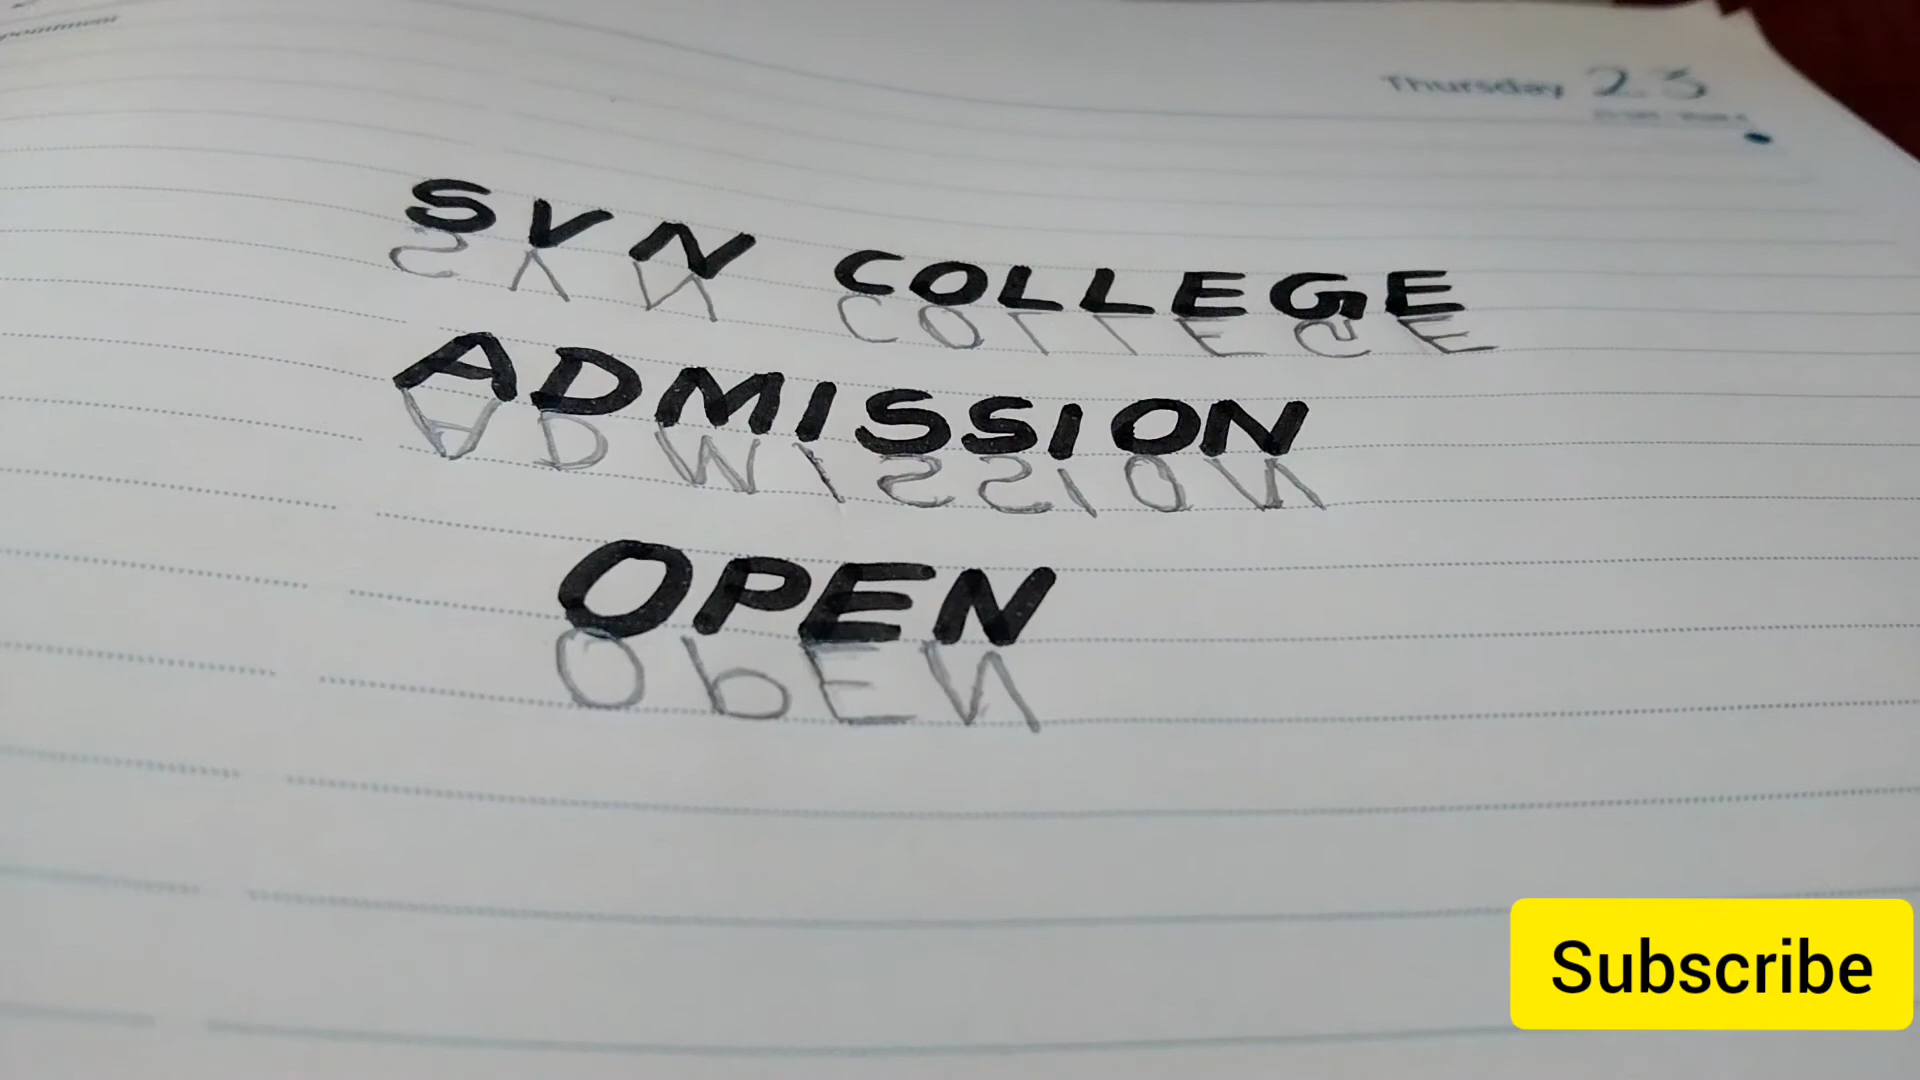 Thursday 23
SVN COLLEGE
ADMISSION
OPEN
Subscribe